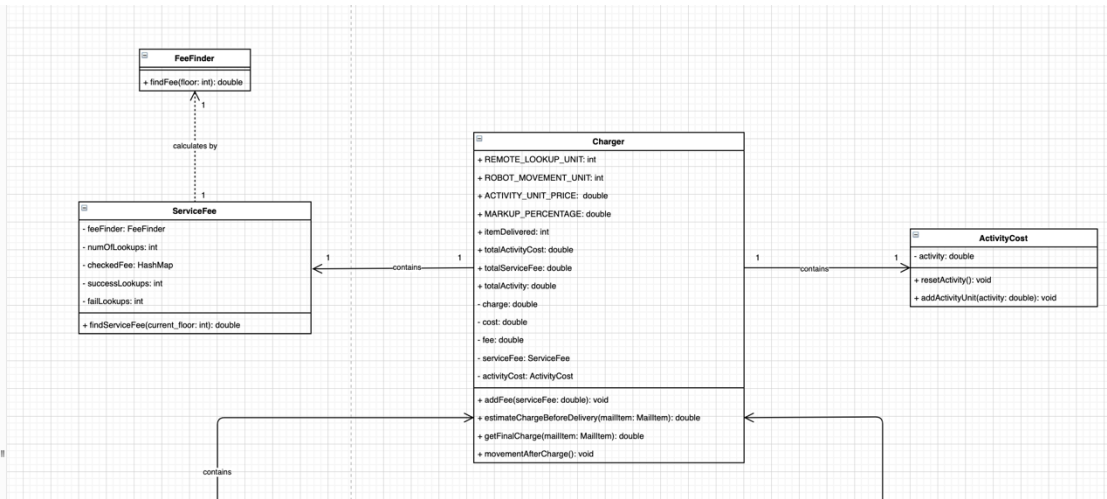 FeeFinder
+ findFee(floor: int): double
1
calculates by
1
ServiceFee
- feeFinder: FeeFinder
- numOfLookups: int
- checkedFee: HashMap
- successLookups: int
- failLookups: int
+ findServiceFee(current_floor: int): double
1
contains
1
Charger
+ REMOTE_LOOKUP_UNIT: int
+ ROBOT_MOVEMENT_UNIT: int
+ ACTIVITY_UNIT_PRICE: double
+ MARKUP_PERCENTAGE: double
+ itemDelivered: int
+ totalActivityCost: double
+ totalServiceFee: double
+ totalActivity: double
- charge: double
- cost: double
- fee: double
- serviceFee: ServiceFee
- activityCost: ActivityCost
+ addFee(serviceFee: double): void
+ estimateChargeBeforeDelivery(mailItem: MailItem): double
+ getFinalCharge(mailItem: MailItem): double
+ movementAfterCharge(): void
1
contains
1
ActivityCost
- activity: double
+ resetActivity(): void
+ addActivityUnit(activity: double): void
contains